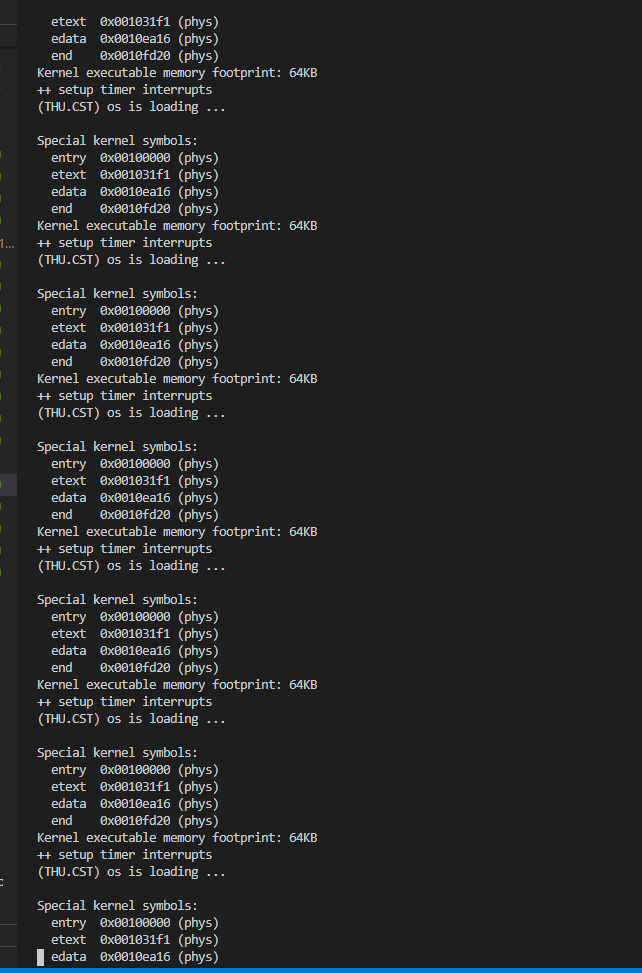 etext  0x001031f1 (phys)
edata  0x0010ea16 (phys)
end    0x0010fd20 (phys)
Kernel executable memory footprint: 64KB
++ setup timer interrupts
(THU.CST) os is loading ...
Special kernel symbols:
entry  0x00100000 (phys)
etext  0x001031f1 (phys)
edata  0x0010ea16 (phys)
end    0x0010fd20 (phys)
Kernel executable memory footprint: 64KB
++ setup timer interrupts
(THU.CST) os is loading ...
Special kernel symbols:
entry  0x00100000 (phys)
etext  0x001031f1 (phys)
edata  0x0010ea16 (phys)
end    0x0010fd20 (phys)
Kernel executable memory footprint: 64KB
++ setup timer interrupts
(THU.CST) os is loading ...
Special kernel symbols:
entry  0x00100000 (phys)
etext  0x001031f1 (phys)
edata  0x0010ea16 (phys)
end    0x0010fd20 (phys)
Kernel executable memory footprint: 64KB
++ setup timer interrupts
(THU.CST) os is loading ...
Special kernel symbols:
entry  0x00100000 (phys)
etext  0x001031f1 (phys)
edata  0x0010ea16 (phys)
end    0x0010fd20 (phys)
Kernel executable memory footprint: 64KB
++ setup timer interrupts
(THU.CST) os is loading ...
Special kernel symbols:
entry  0x00100000 (phys)
etext  0x001031f1 (phys)
edata  0x0010ea16 (phys)
end    0x0010fd20 (phys)
Kernel executable memory footprint: 64KB
++ setup timer interrupts
(THU.CST) os is loading ...
Special kernel symbols:
entry  0x00100000 (phys)
etext  0x001031f1 (phys)
edata  0x0010ea16 (phys)